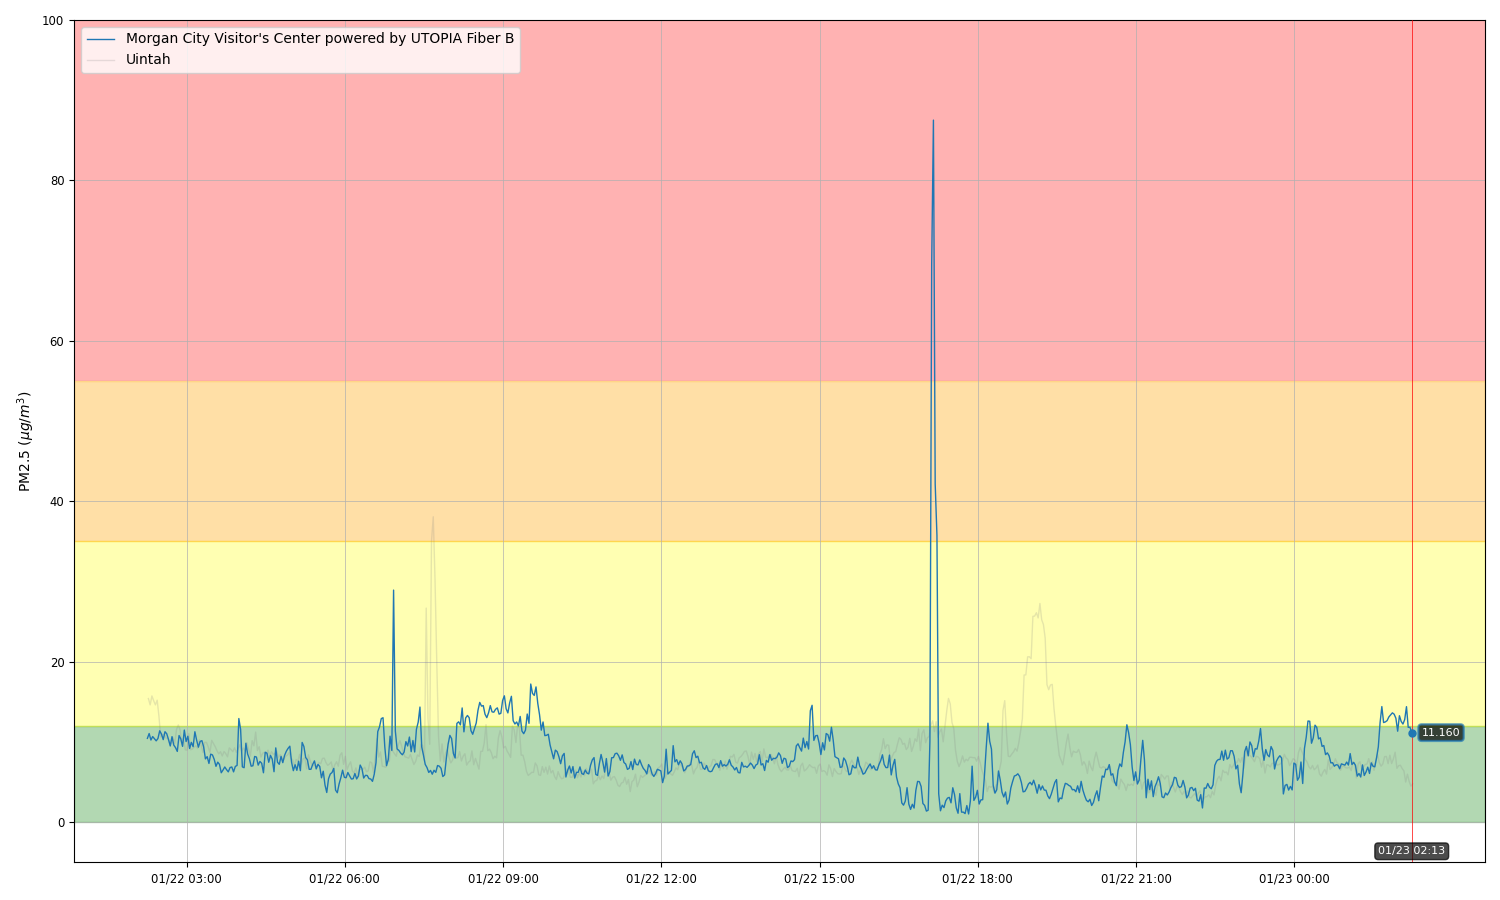 Morgan City Visitor's Center powered by UTOPIA Fiber B
Uintah
100
80
60
40
20
0
PM2.5 (μg/m³)
11.160
01/23 02:13
01/22 03:00 01/22 06:00 01/22 09:00 01/22 12:00 01/22 15:00 01/22 18:00 01/22 21:00 01/23 00:00